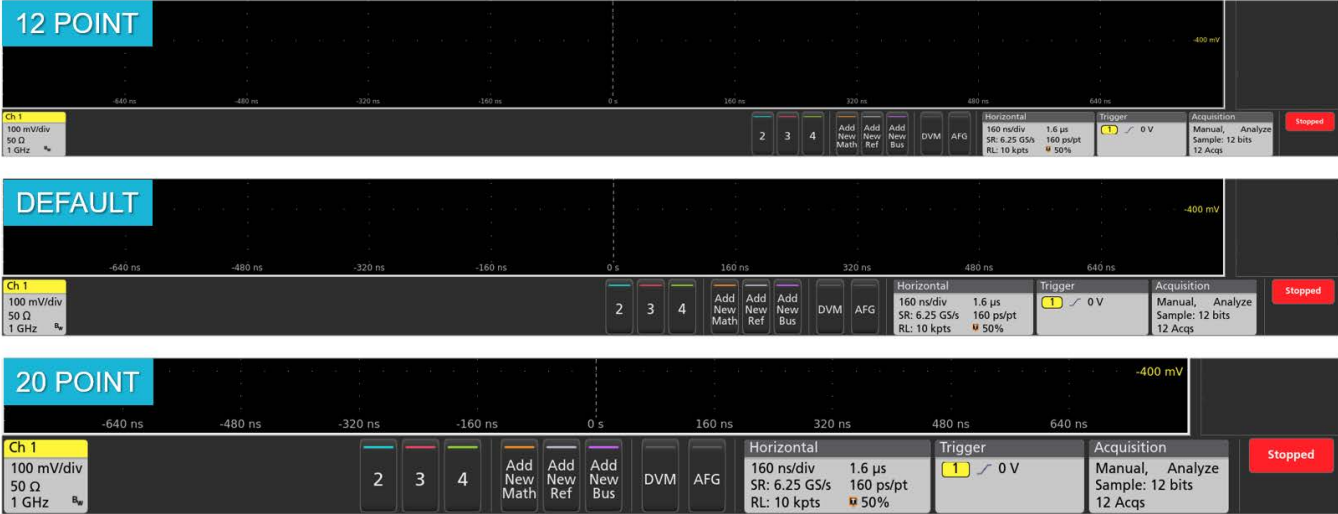 12 POINT
-400 mV
-640 ns -480 ns -320 ns -160 ns 0 s 160 ns 320 ns 480 ns 640 ns
Ch 1 Horizontal Trigger Acquisition
100 mV/div 2 3 4 Add New Math Add New Ref Add New Bus DVM AFG 160 ns/div 1.6 µs 1 0 V Manual, Analyze Stopped
50 Ω SR: 6.25 GS/s 160 ps/pt Sample: 12 bits
1 GHz Bw RL: 10 kpts 50% 12 Acqs
DEFAULT
-400 mV
-640 ns -480 ns -320 ns -160 ns 0 s 160 ns 320 ns 480 ns 640 ns
Ch 1 Horizontal Trigger Acquisition
100 mV/div 2 3 4 Add New Math Add New Ref Add New Bus DVM AFG 160 ns/div 1.6 µs 1 0 V Manual, Analyze Stopped
50 Ω SR: 6.25 GS/s 160 ps/pt Sample: 12 bits
1 GHz Bw RL: 10 kpts 50% 12 Acqs
20 POINT
-400 mV
-640 ns -480 ns -320 ns -160 ns 0 s 160 ns 320 ns 480 ns 640 ns
Ch 1 Horizontal Trigger Acquisition
100 mV/div 2 3 4 Add New Math Add New Ref Add New Bus DVM AFG 160 ns/div 1.6 µs 1 0 V Manual, Analyze Stopped
50 Ω SR: 6.25 GS/s 160 ps/pt Sample: 12 bits
1 GHz Bw RL: 10 kpts 50% 12 Acqs